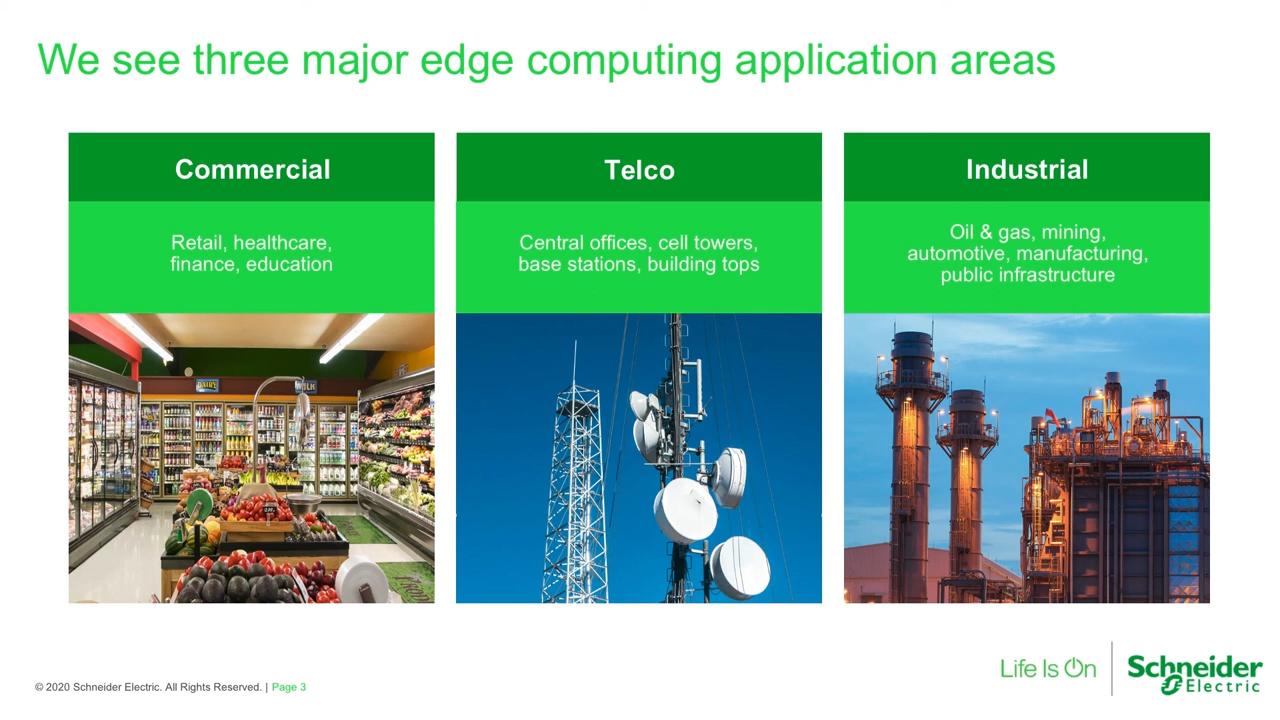 We see three major edge computing application areas
Commercial
Retail, healthcare,
finance, education
Telco
Central offices, cell towers,
base stations, building tops
Industrial
Oil & gas, mining,
automotive, manufacturing,
public infrastructure
DAIRY
MILK
© 2020 Schneider Electric. All Rights Reserved. | Page 3
Life Is On
Schneider
Electric